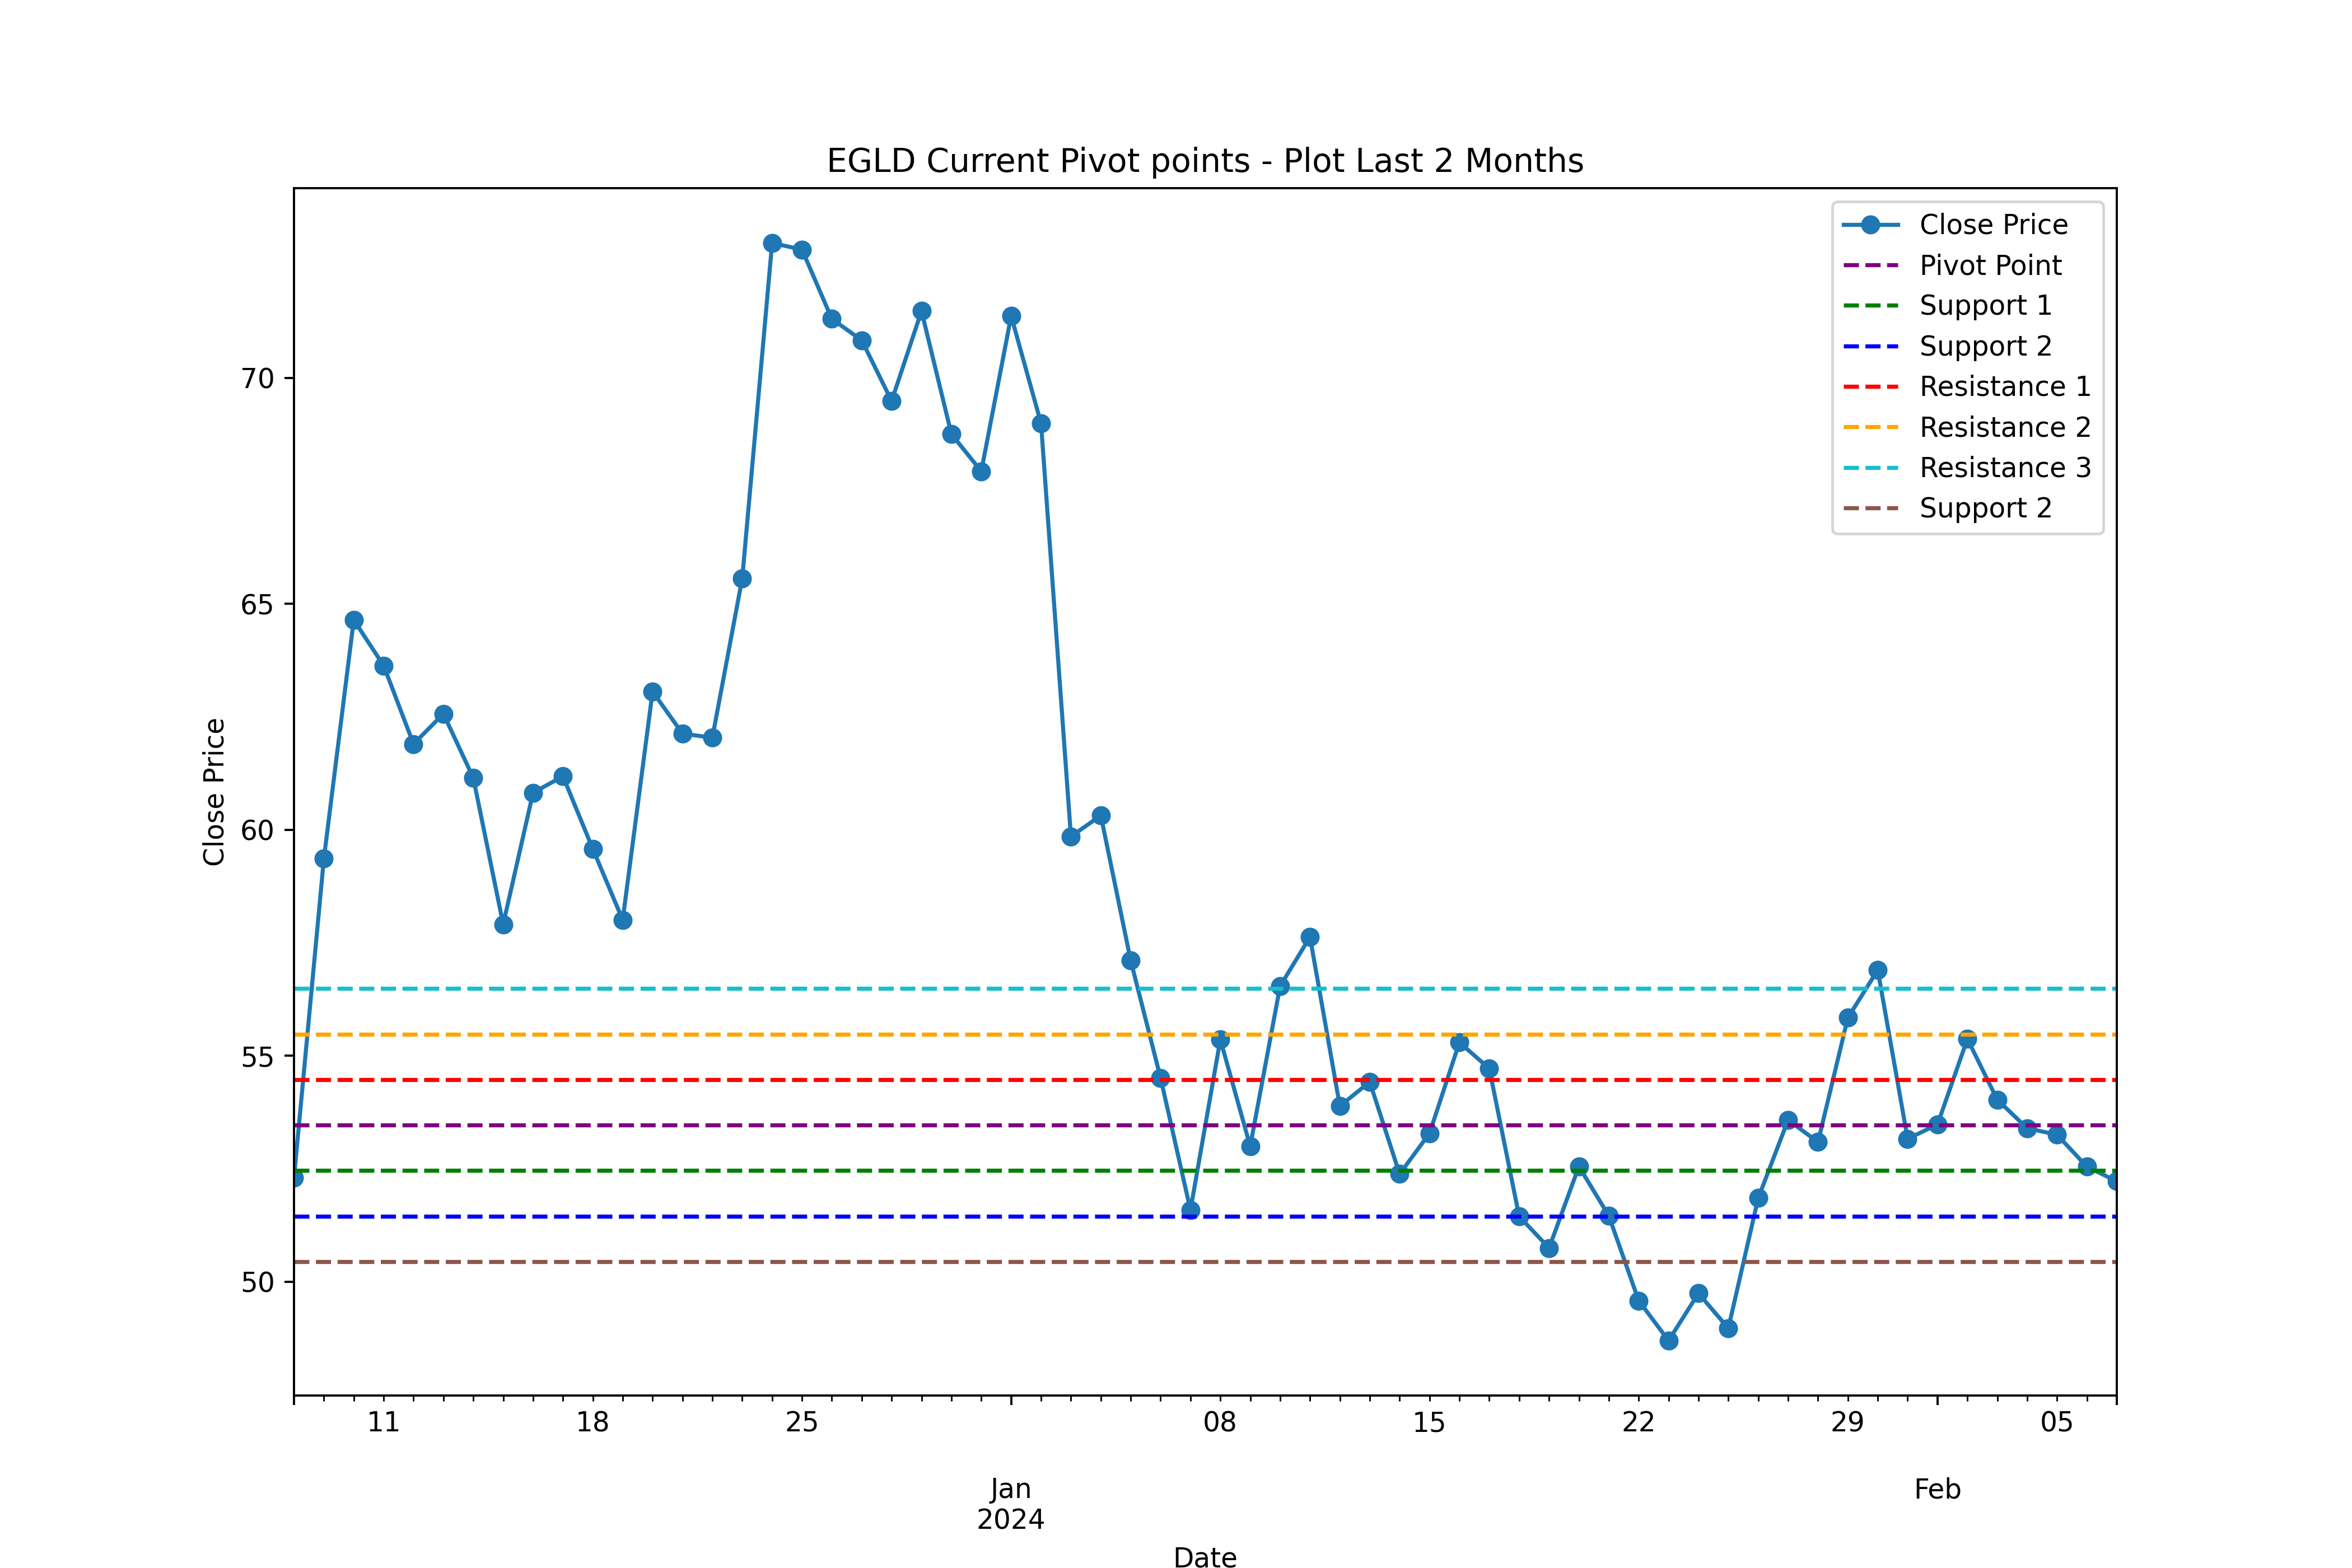 EGLD Current Pivot points - Plot Last 2 Months
Close Price
Pivot Point
Support 1
Support 2
Resistance 1
Resistance 2
Resistance 3
Support 2
70
65
60
55
50
Close Price
11
18
25
08
15
22
29
05
Jan
2024
Feb
Date